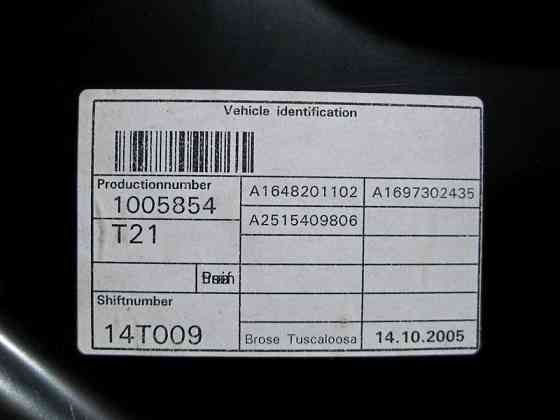 Vehicle identification
Productionnumber
1005854
A1648201102 A1697302435
T21
A2515409806
Shiftnumber
14T009
Brose Tuscaloosa 14.10.2005